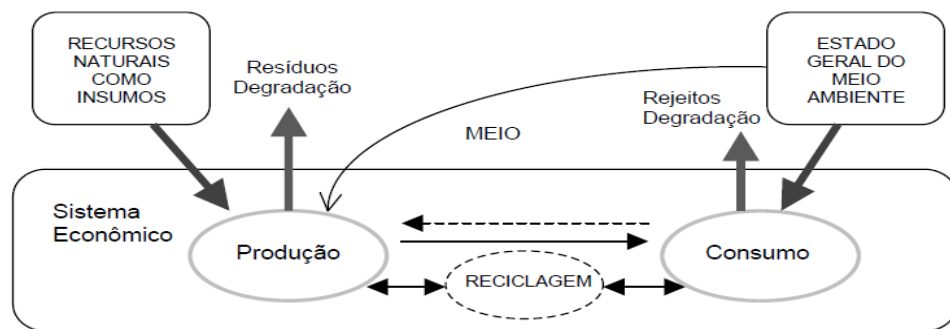 RECURSOS
NATURAIS
COMO
INSUMOS
Resíduos
Degradação
MEIO
Rejeitos
Degradação
ESTADO
GERAL DO
MEIO
AMBIENTE
Sistema
Econômico
Produção
RECICLAGEM
Consumo